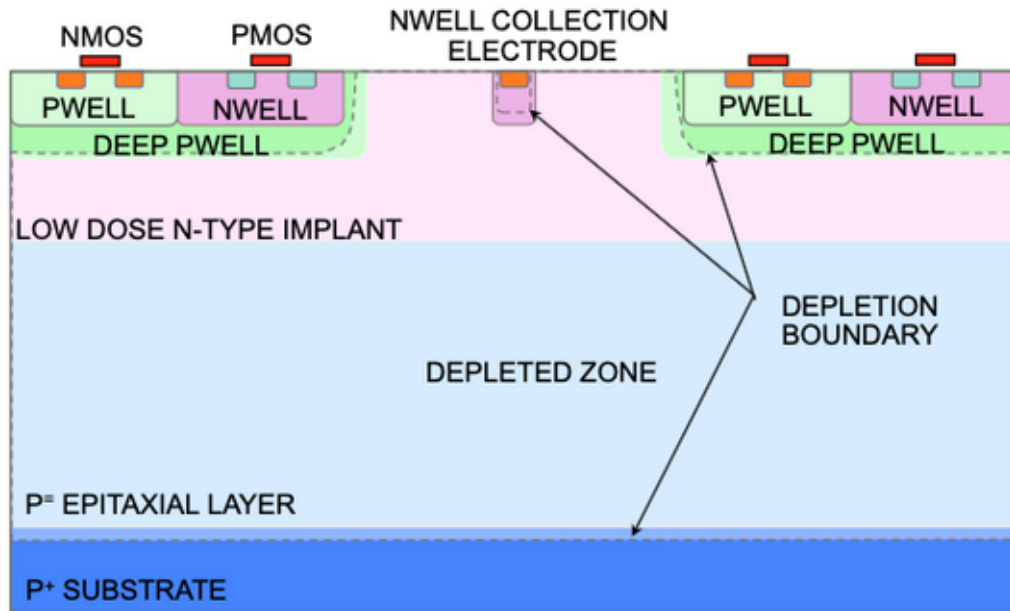 NMOS
PMOS
NWELL COLLECTION
ELECTRODE
PWELL
NWELL
PWELL
NWELL
DEEP PWELL
DEEP PWELL
LOW DOSE N-TYPE IMPLANT
DEPLETION
BOUNDARY
DEPLETED ZONE
P⁼ EPITAXIAL LAYER
P⁺ SUBSTRATE